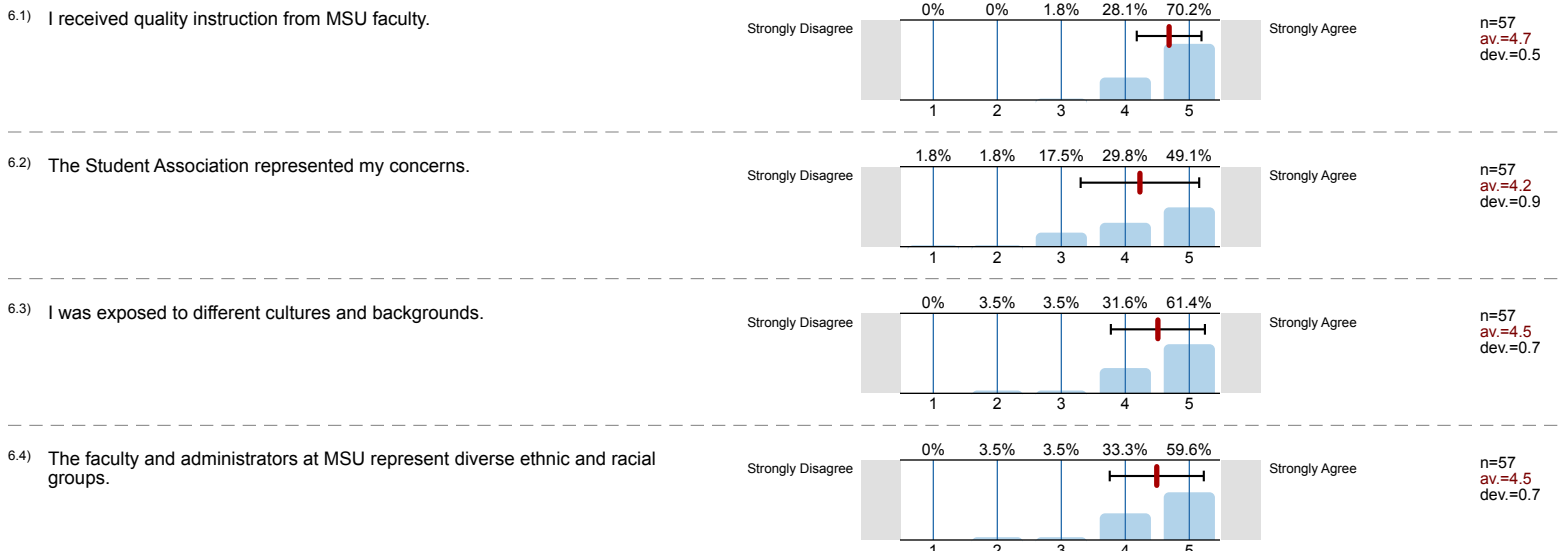 6.1) I received quality instruction from MSU faculty.
0% 0% 1.8% 28.1% 70.2%
Strongly Disagree Strongly Agree
n=57
av.=4.7
dev.=0.5
1 2 3 4 5
6.2) The Student Association represented my concerns.
1.8% 1.8% 17.5% 29.8% 49.1%
Strongly Disagree Strongly Agree
n=57
av.=4.2
dev.=0.9
1 2 3 4 5
6.3) I was exposed to different cultures and backgrounds.
0% 3.5% 3.5% 31.6% 61.4%
Strongly Disagree Strongly Agree
n=57
av.=4.5
dev.=0.7
1 2 3 4 5
6.4) The faculty and administrators at MSU represent diverse ethnic and racial
groups.
0% 3.5% 3.5% 33.3% 59.6%
Strongly Disagree Strongly Agree
n=57
av.=4.5
dev.=0.7
1 2 3 4 5